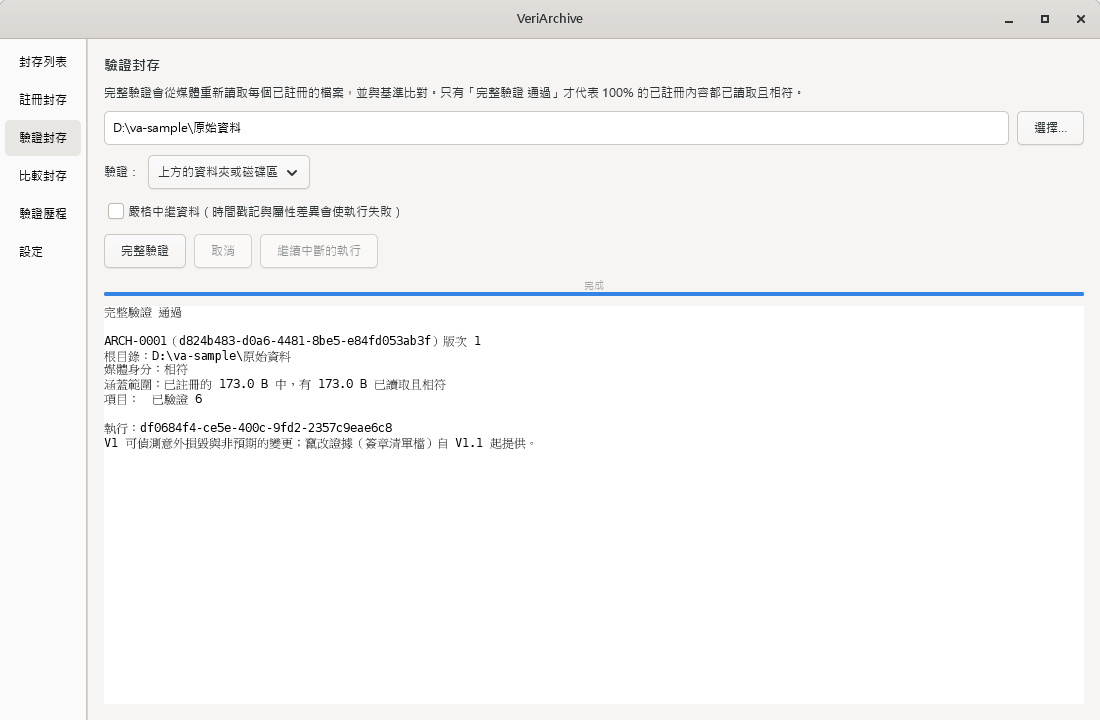 VeriArchive
封存列表
註冊封存
驗證封存
比較封存
驗證歷程
設定
驗證封存
完整驗證會從媒體重新讀取每個已註冊的檔案，並與基準比對。只有「完整驗證 通過」才代表 100% 的已註冊內容都已讀取且相符。
D:\va-sample\原始資料
選擇...
驗證：
上方的資料夾或磁碟區
嚴格中繼資料（時間戳記與屬性差異會使執行失敗）
完整驗證
取消
繼續中斷的執行
完成
完整驗證 通過
ARCH-0001（d824b483-d0a6-4481-8be5-e84fd053ab3f）版次 1
根目錄：D:\va-sample\原始資料
媒體身分：相符
涵蓋範圍：已註冊的 173.0 B 中，有 173.0 B 已讀取且相符
項目： 已驗證 6
執行：df0684f4-ce5e-400c-9fd2-2357c9eae6c8
V1 可偵測意外損毀與非預期的變更；竄改證據（簽章清單檔）自 V1.1 起提供。